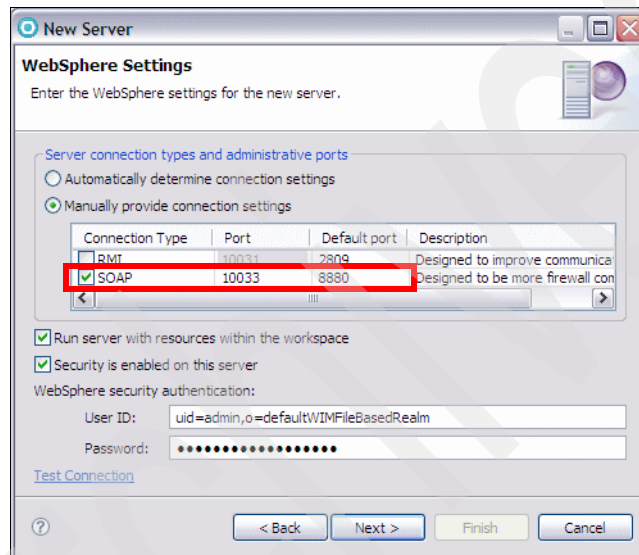 New Server
WebSphere Settings
Enter the WebSphere settings for the new server.
Server connection types and administrative ports
Automatically determine connection settings
Manually provide connection settings
Connection Type Port Default port Description
RMI 10031 2809 Designed to improve communicat
SOAP 10033 8880 Designed to be more firewall com
Run server with resources within the workspace
Security is enabled on this server
WebSphere security authentication:
User ID: uid=admin,o=defaultWIMFileBasedRealm
Password: ••••••••••••••••••
Test Connection
? < Back Next > Finish Cancel